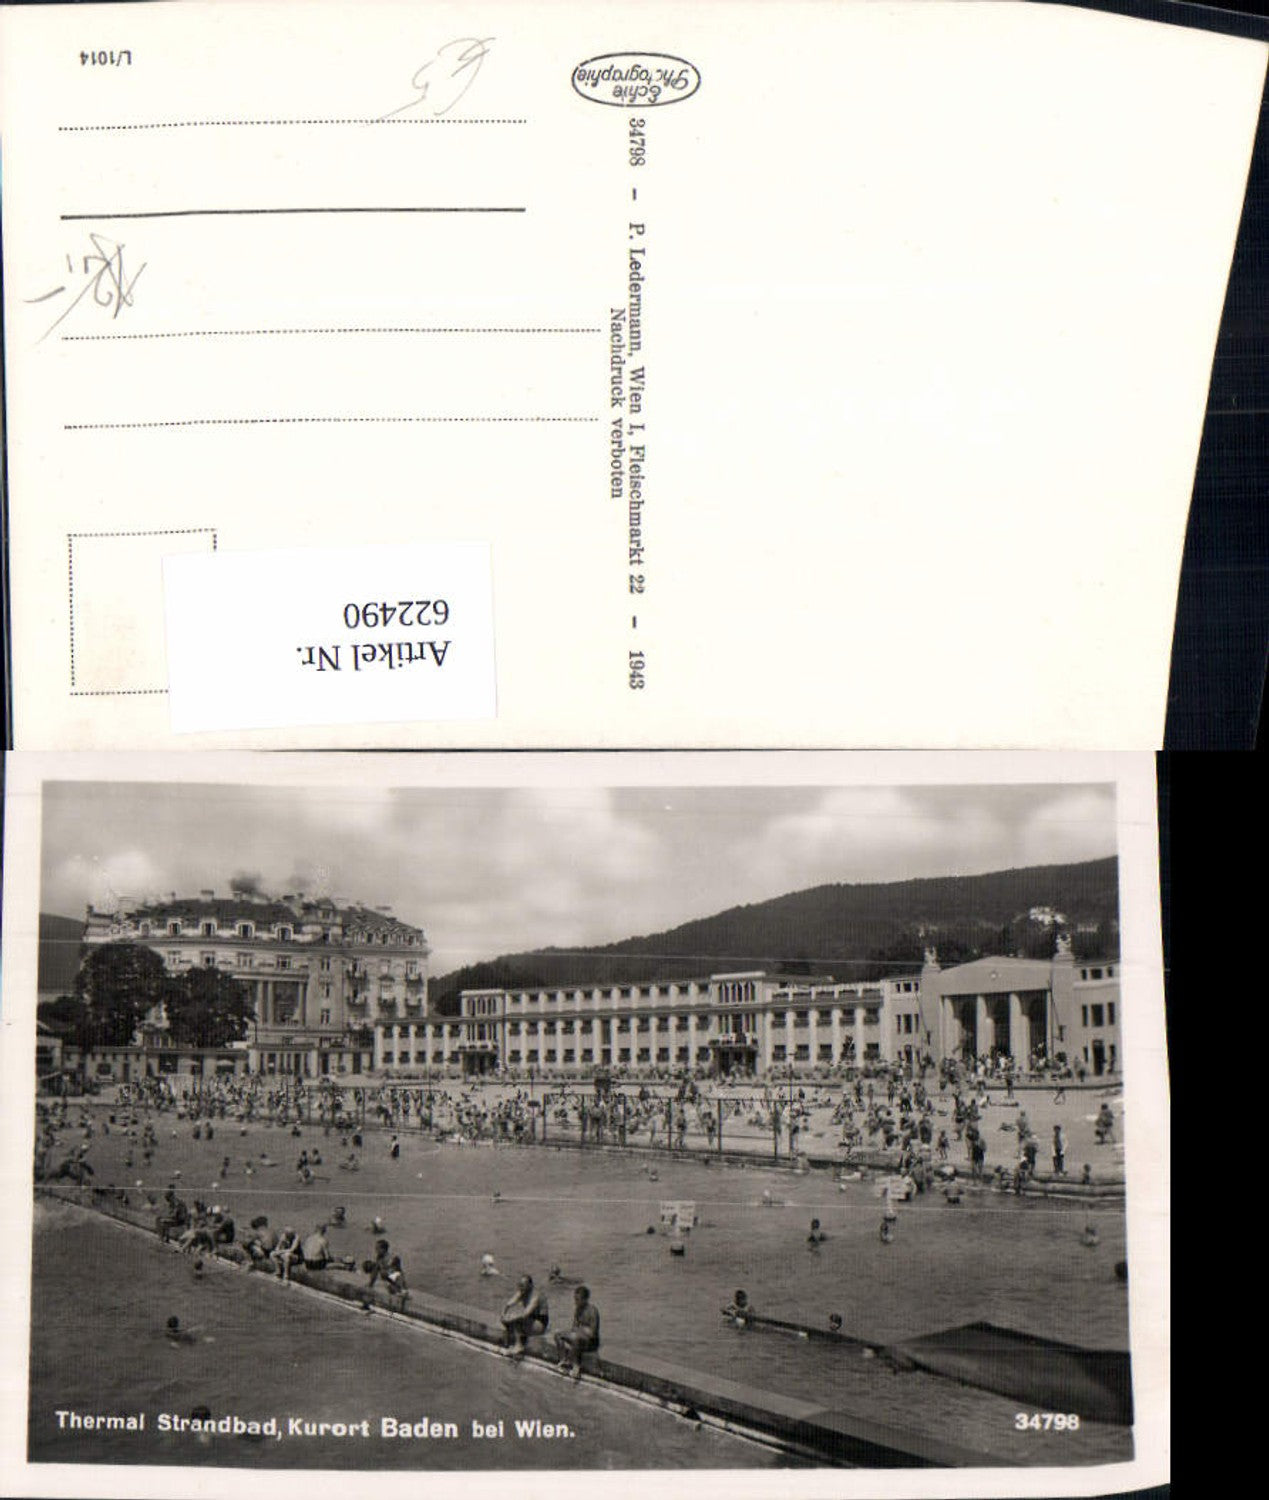 L/1014
Echte
Photographie
34798 - P. Ledermann, Wien I, Fleischmarkt 22 - 1943
Nachdruck verboten
Artikel Nr.
622490
Thermal Strandbad, Kurort Baden bei Wien.
34798